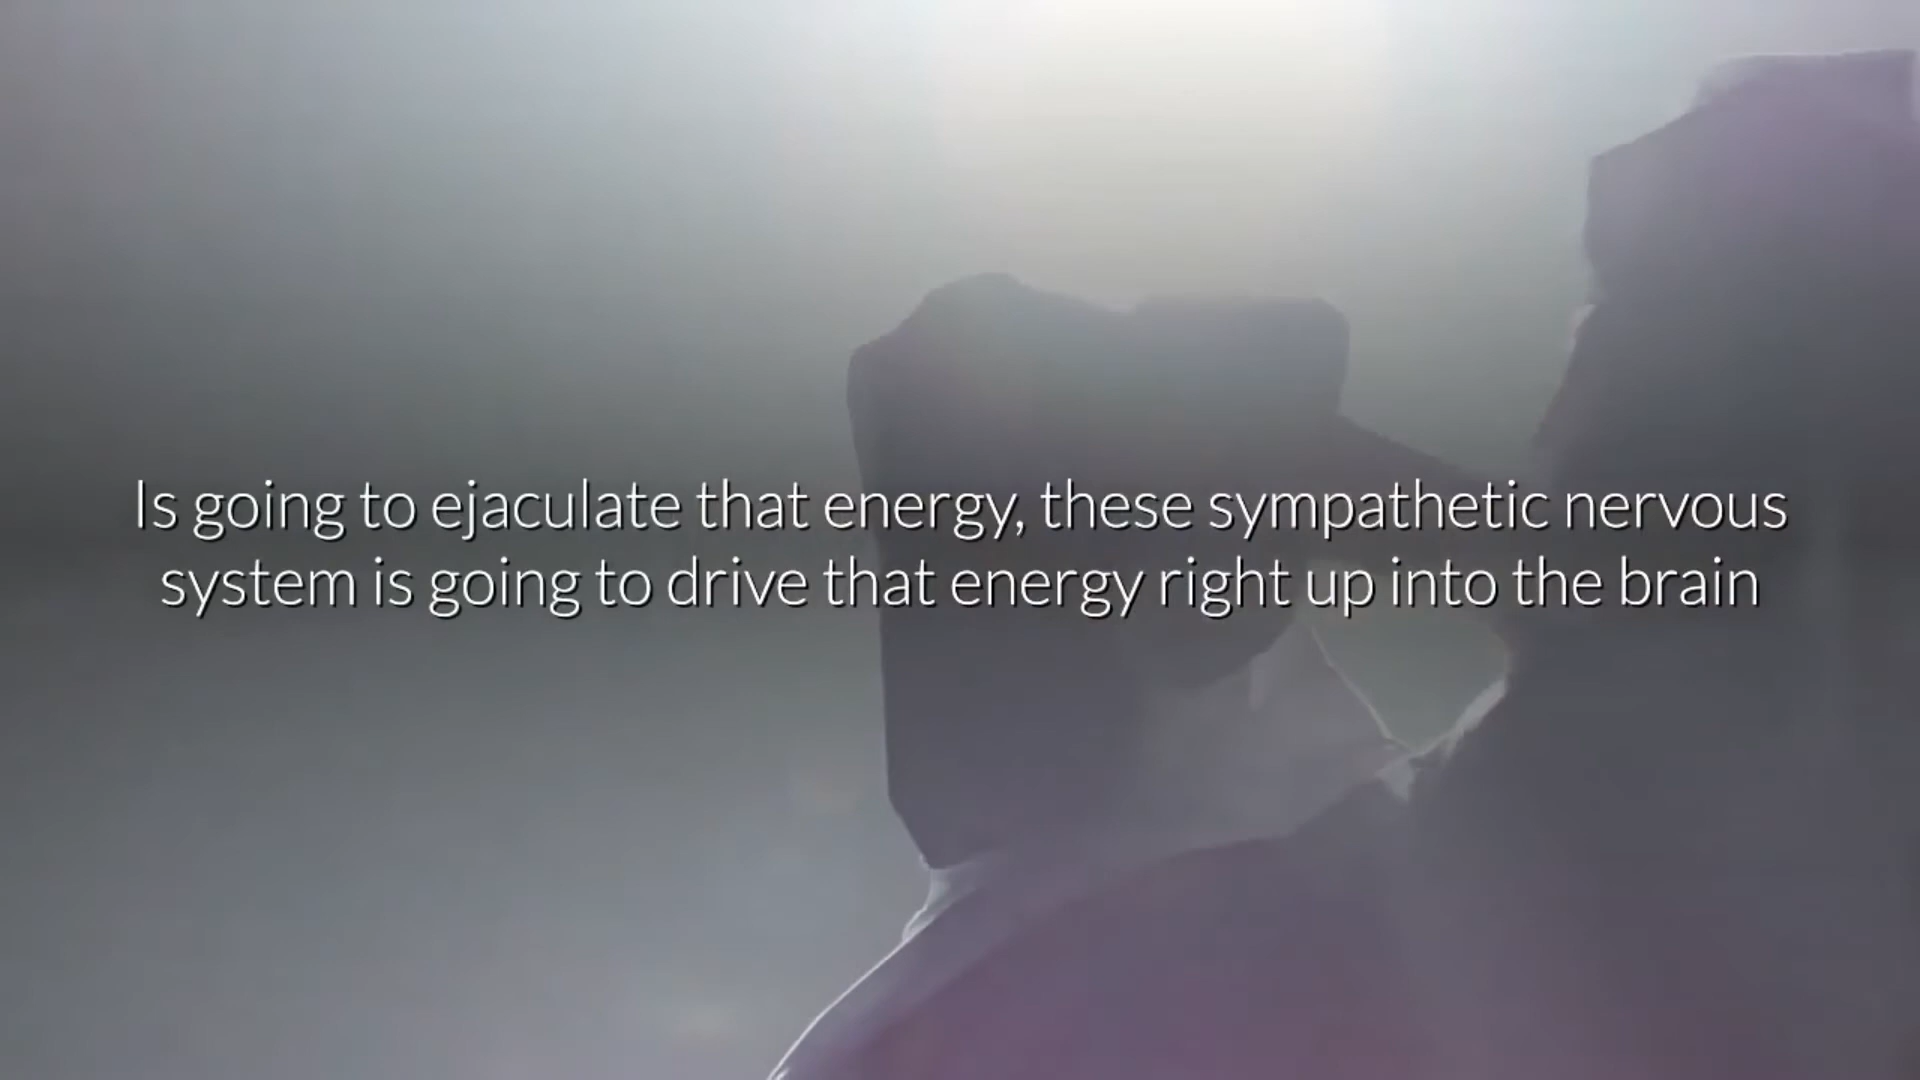 Is going to ejaculate that energy, these sympathetic nervous
system is going to drive that energy right up into the brain